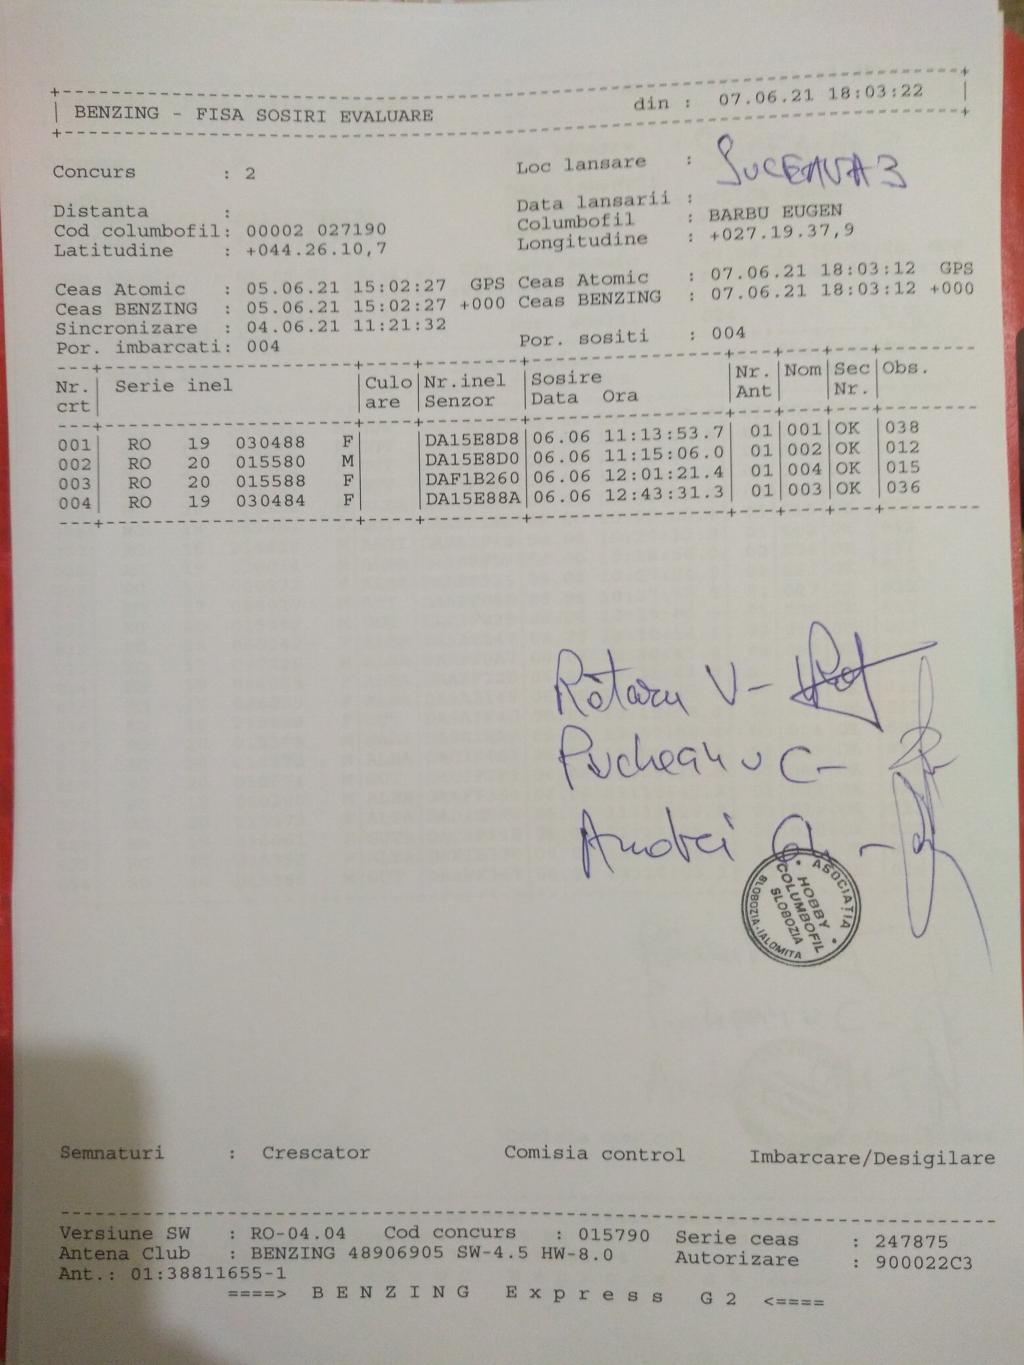 BENZING - FISA SOSIRI EVALUARE din : 07.06.21 18:03:22
Concurs : 2 Loc lansare : SUCEAVA 3
Distanta : Data lansarii :
Cod columbofil: 00002 027190 Columbofil : BARBU EUGEN
Latitudine : +044.26.10,7 Longitudine : +027.19.37,9
Ceas Atomic : 05.06.21 15:02:27 GPS Ceas Atomic : 07.06.21 18:03:12 GPS
Ceas BENZING : 05.06.21 15:02:27 +000 Ceas BENZING : 07.06.21 18:03:12 +000
Sincronizare : 04.06.21 11:21:32
Por. imbarcati: 004 Por. sositi : 004
Nr. Serie inel Culo Nr.inel Sosire Nr. Nom Sec Obs.
crt are Senzor Data Ora Ant Nr.
001 RO 19 030488 F DA15E8D8 06.06 11:13:53.7 01 001 OK 038
002 RO 20 015580 M DA15E8D0 06.06 11:15:06.0 01 002 OK 012
003 RO 20 015588 F DAF1B260 06.06 12:01:21.4 01 004 OK 015
004 RO 19 030484 F DA15E88A 06.06 12:43:31.3 01 003 OK 036
Rotaru V-
C-
Andrei
ASOCIAȚIA
HOBBY
COLUMBOFIL
SLOBOZIA
SLOBOZIA-IALOMITA
Semnaturi : Crescator Comisia control Imbarcare/Desigilare
Versiune SW : RO-04.04 Cod concurs : 015790 Serie ceas : 247875
Antena Club : BENZING 48906905 SW-4.5 HW-8.0 Autorizare : 900022C3
Ant.: 01:38811655-1
====> BENZING Express G2 <====